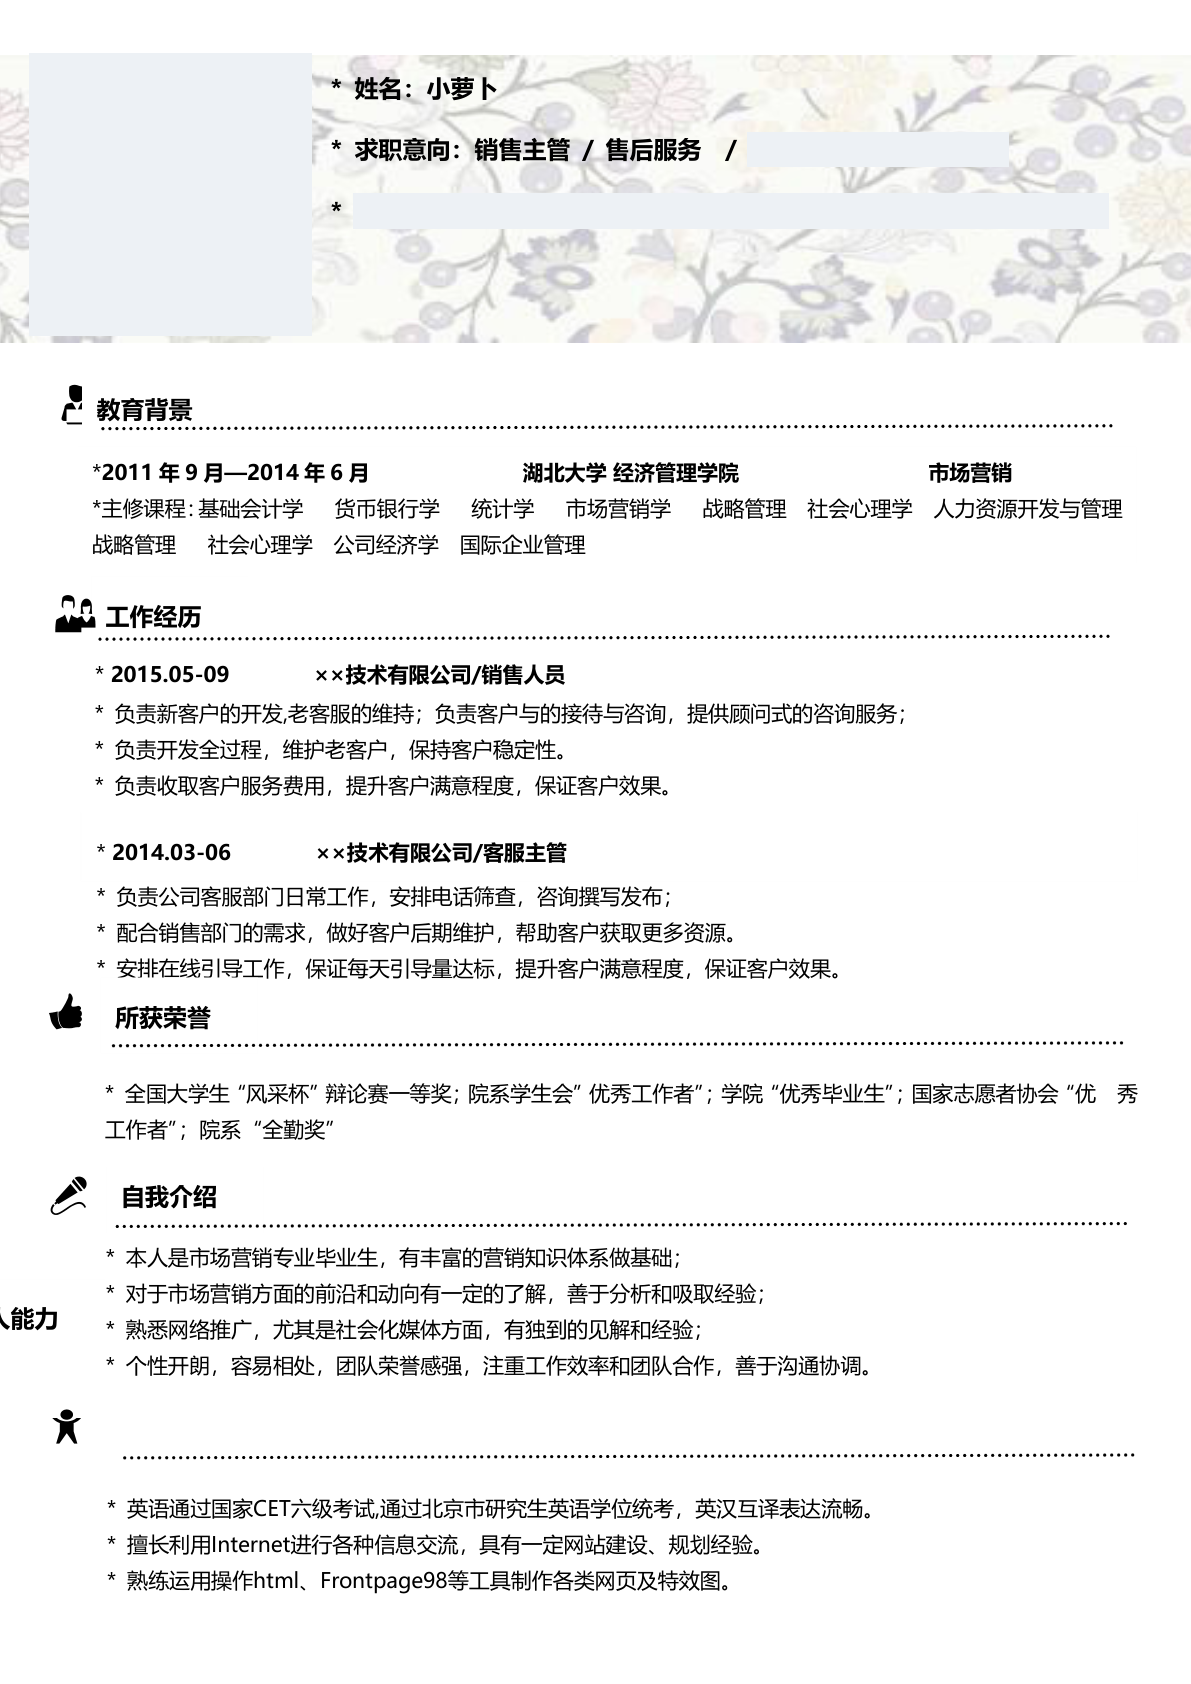 * 姓名：小萝卜
* 求职意向：销售主管 / 售后服务 /
*
教育背景
*2011 年 9 月—2014 年 6 月 湖北大学 经济管理学院 市场营销
*主修课程：基础会计学 货币银行学 统计学 市场营销学 战略管理 社会心理学 人力资源开发与管理
战略管理 社会心理学 公司经济学 国际企业管理
工作经历
* 2015.05-09 ××技术有限公司/销售人员
* 负责新客户的开发,老客服的维持；负责客户与的接待与咨询，提供顾问式的咨询服务；
* 负责开发全过程，维护老客户，保持客户稳定性。
* 负责收取客户服务费用，提升客户满意程度，保证客户效果。
* 2014.03-06 ××技术有限公司/客服主管
* 负责公司客服部门日常工作，安排电话筛查，咨询撰写发布；
* 配合销售部门的需求，做好客户后期维护，帮助客户获取更多资源。
* 安排在线引导工作，保证每天引导量达标，提升客户满意程度，保证客户效果。
所获荣誉
* 全国大学生 “风采杯” 辩论赛一等奖；院系学生会” 优秀工作者”；学院 “优秀毕业生”；国家志愿者协会 “优 秀
工作者”；院系 “全勤奖”
自我介绍
* 本人是市场营销专业毕业生，有丰富的营销知识体系做基础；
* 对于市场营销方面的前沿和动向有一定的了解，善于分析和吸取经验；
人能力
* 熟悉网络推广，尤其是社会化媒体方面，有独到的见解和经验；
* 个性开朗，容易相处，团队荣誉感强，注重工作效率和团队合作，善于沟通协调。
* 英语通过国家CET六级考试,通过北京市研究生英语学位统考，英汉互译表达流畅。
* 擅长利用Internet进行各种信息交流，具有一定网站建设、规划经验。
* 熟练运用操作html、Frontpage98等工具制作各类网页及特效图。